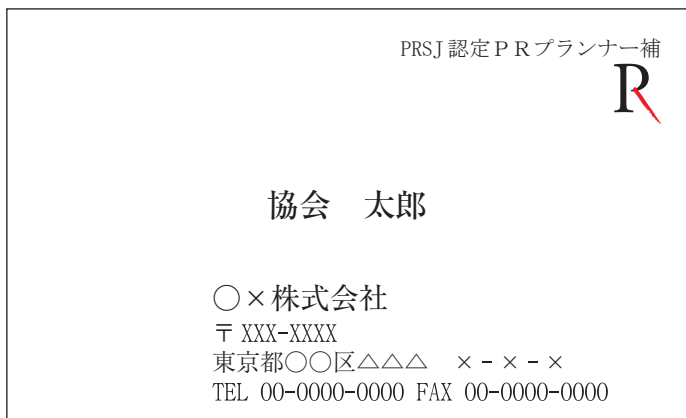 PRSJ認定ＰＲプランナー補
R
協会　太郎
○×株式会社
〒 XXX-XXXX
東京都○○区△△△　×－×－×
TEL 00-0000-0000 FAX 00-0000-0000